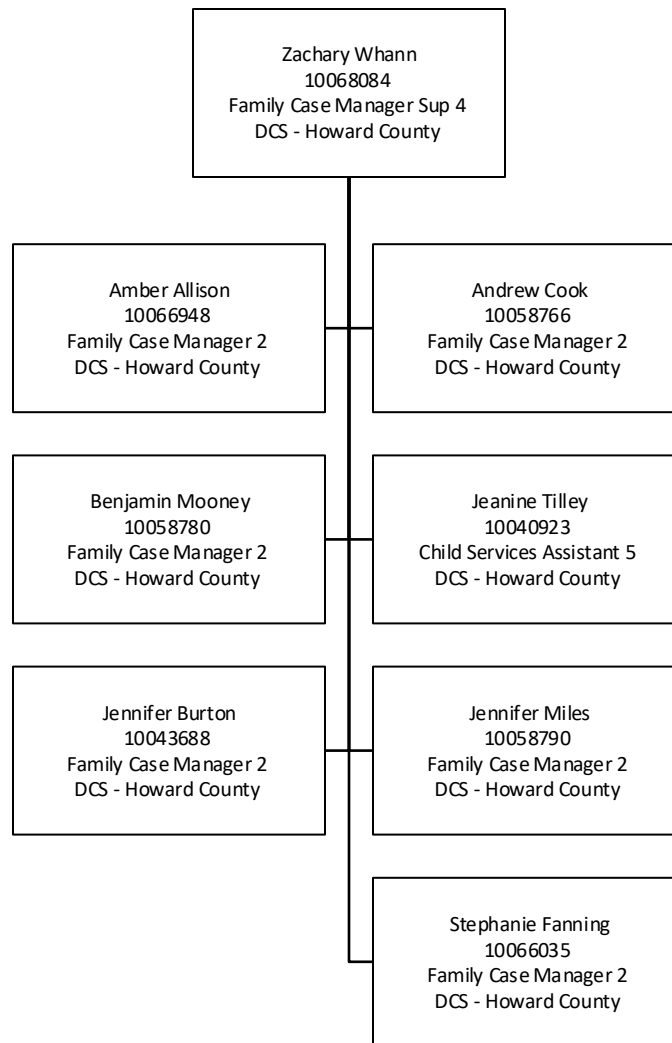 Zachary Whann
10068084
Family Case Manager Sup 4
DCS - Howard County
Amber Allison
10066948
Family Case Manager 2
DCS - Howard County
Andrew Cook
10058766
Family Case Manager 2
DCS - Howard County
Benjamin Mooney
10058780
Family Case Manager 2
DCS - Howard County
Jeanine Tilley
10040923
Child Services Assistant 5
DCS - Howard County
Jennifer Burton
10043688
Family Case Manager 2
DCS - Howard County
Jennifer Miles
10058790
Family Case Manager 2
DCS - Howard County
Stephanie Fanning
10066035
Family Case Manager 2
DCS - Howard County